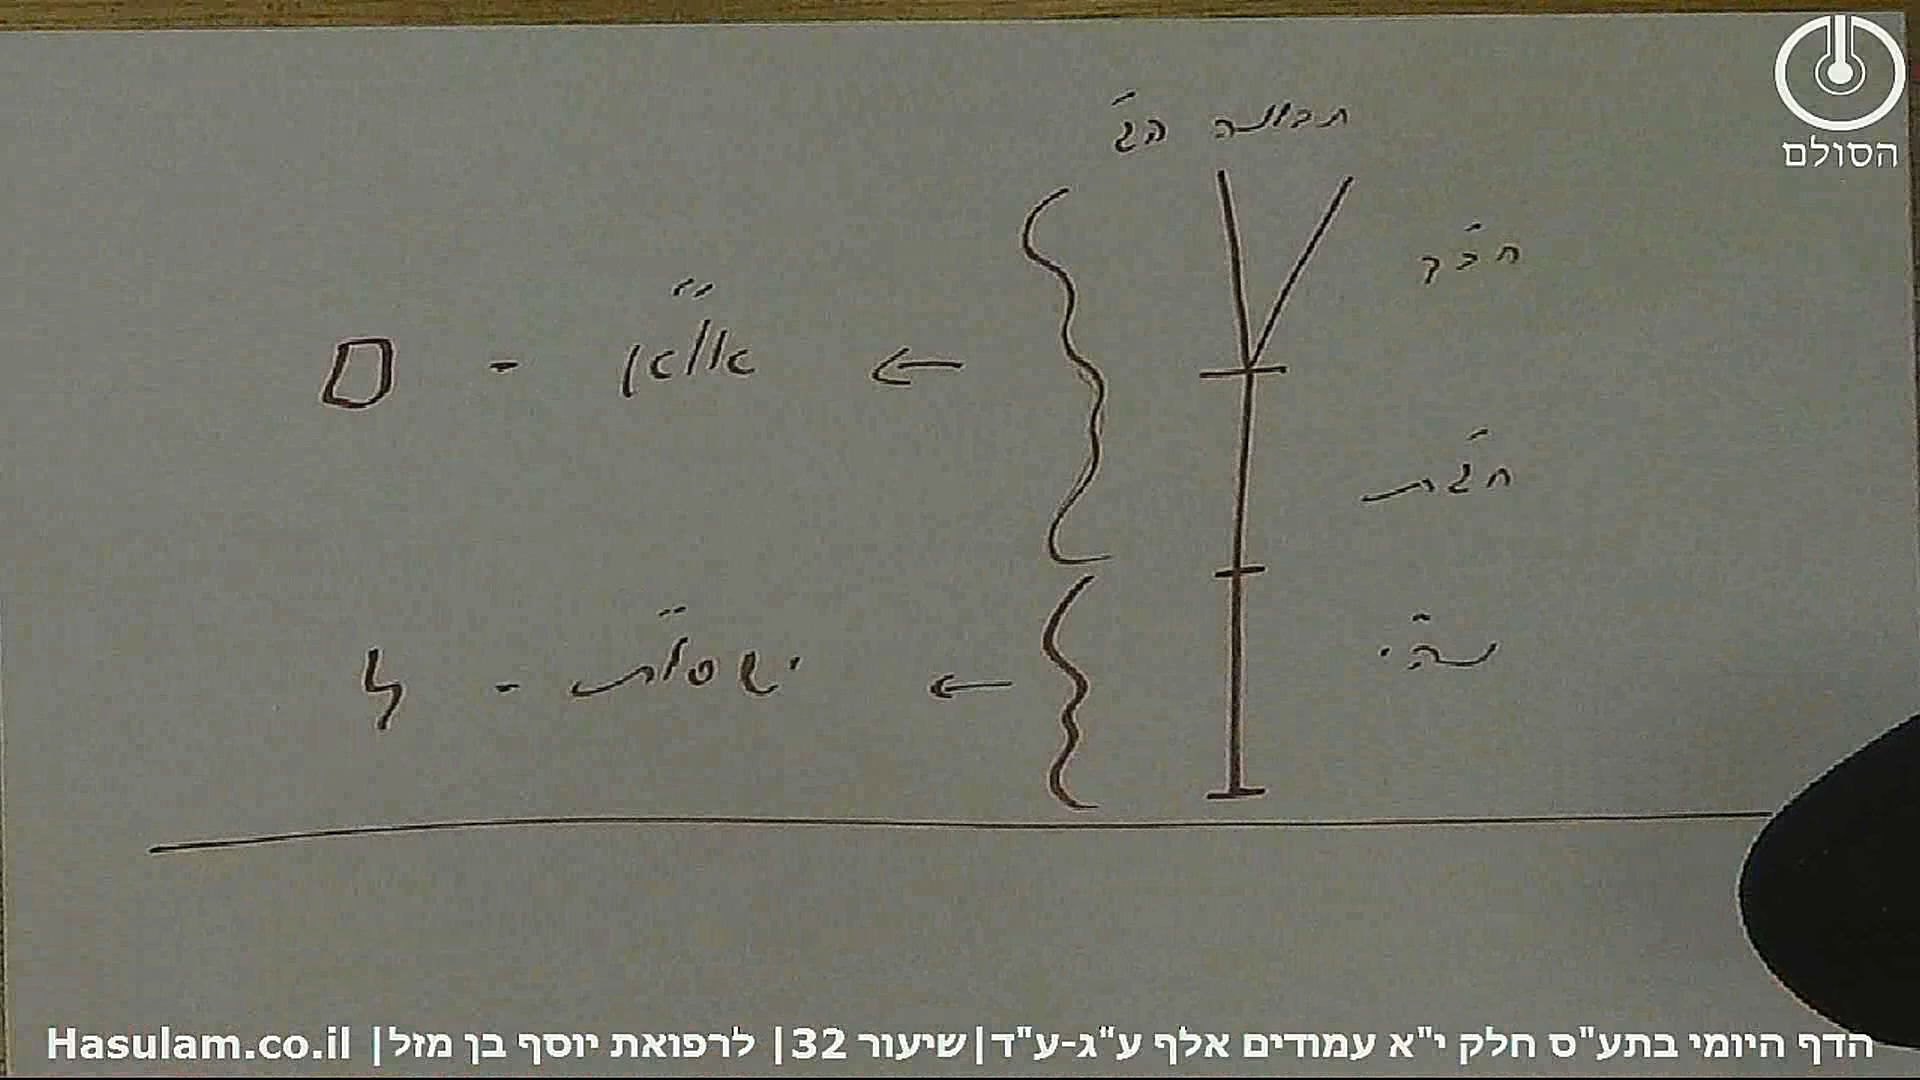 הסולם
תבונה הג'
חב"ק
חג"ת
או"א - ם
נה"י
ישסו"ת - ל
הדף היומי בתע"ס חלק י"א עמודים אלף ע"ג-ע"ד|שיעור 32| לרפואת יוסף בן מזל| Hasulam.co.il